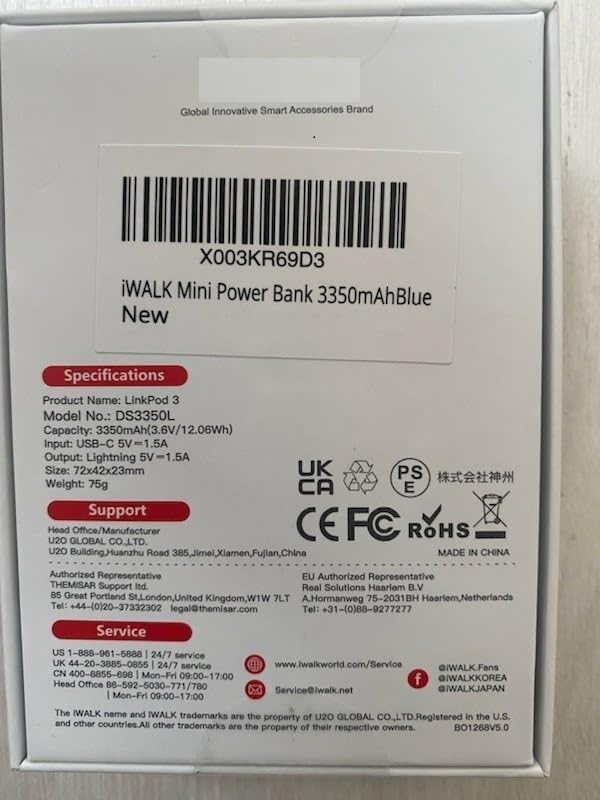 Global Innovative Smart Accessories Brand
X003KR69D3
iWALK Mini Power Bank 3350mAhBlue
New
Specifications
Product Name: LinkPod 3
Model No.: DS3350L
Capacity: 3350mAh(3.6V/12.06Wh)
Input: USB-C 5V⎓1.5A
Output: Lightning 5V⎓1.5A
Size: 72x42x23mm
Weight: 75g
UK
CA
PS
E
株式会社神州
CE FC RoHS
MADE IN CHINA
Support
Head Office/Manufacturer
U2O GLOBAL CO.,LTD.
U2O Building,Huanzhu Road 385,Jimei,Xiamen,Fujian,China
Authorized Representative
THEMISAR Support ltd.
85 Great Portland St,London,United Kingdom,W1W 7LT
Tel: +44-(0)20-37332302 legal@themisar.com
EU Authorized Representative
Real Solutions Haarlem B.V
A.Hormanweg 75-2031BH Haarlem,Netherlands
Tel: +31-(0)88-9277277
Service
US 1-888-961-5688 | 24/7 service
UK 44-20-3885-0855 | 24/7 service
CN 400-8855-698 | Mon-Fri 09:00-17:00
Head Office 86-592-5030-771/780
| Mon-Fri 09:00-17:00
www.iwalkworld.com/Service
Service@iwalk.net
@iWALK.Fans
@iWALKKOREA
@iWALKJAPAN
The iWALK name and IWALK trademarks are the property of U2O GLOBAL CO.,LTD.Registered in the U.S.
and other countries.All other trademarks are the property of their respective owners.
BO1268V5.0